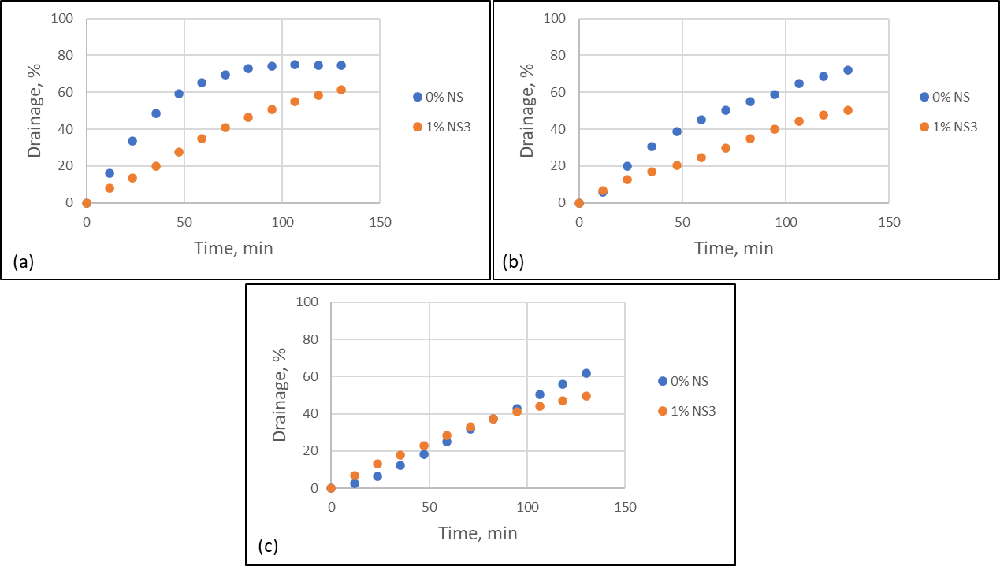 100
80
60
40
20
0
Drainage, %
0 50 100 150
Time, min
0% NS
1% NS3
(a)
100
80
60
40
20
0
Drainage, %
0 50 100 150
Time, min
0% NS
1% NS3
(b)
100
80
60
40
20
0
Drainage, %
0 50 100 150
Time, min
0% NS
1% NS3
(c)